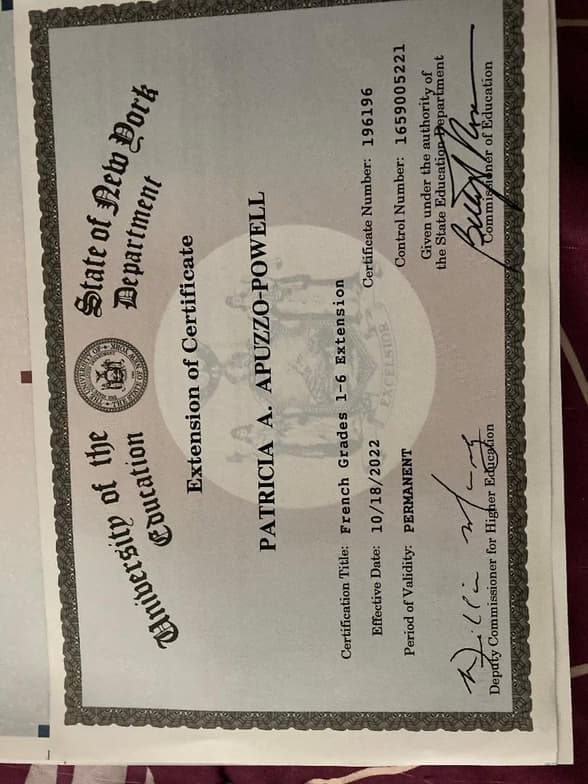 University of the State of New York
Education Department
Extension of Certificate
PATRICIA A. APUZZO-POWELL
Certification Title: French Grades 1-6 Extension
Effective Date: 10/18/2022
Certificate Number: 196196
Period of Validity: PERMANENT
Control Number: 1659005221
Given under the authority of
the State Education Department
Deputy Commissioner for Higher Education
Commissioner of Education
EXCELSIOR